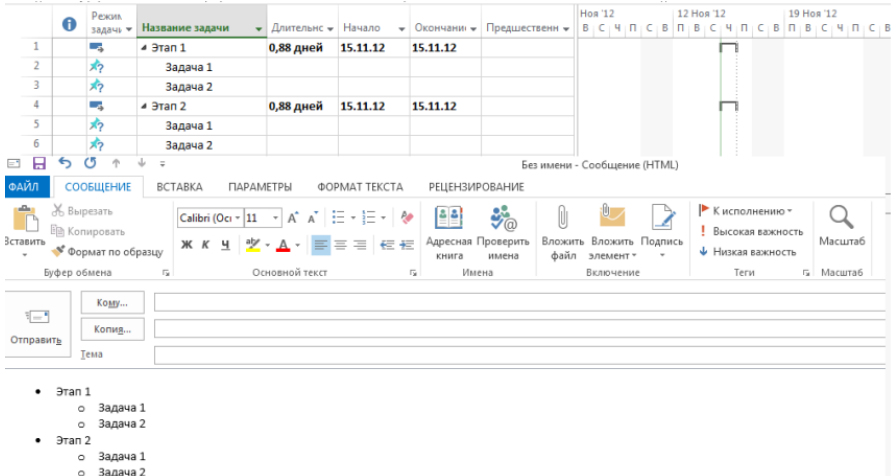 Ноя '12 12 Ноя '12 19 Ноя '12
Режим задачи Название задачи Длительнс Начало Окончани Предшественн В С Ч П С В П В С Ч П С В П В С Ч П С В
1 Этап 1 0,88 дней 15.11.12 15.11.12
2 Задача 1
3 Задача 2
4 Этап 2 0,88 дней 15.11.12 15.11.12
5 Задача 1
6 Задача 2
Без имени - Сообщение (HTML)
ФАЙЛ СООБЩЕНИЕ ВСТАВКА ПАРАМЕТРЫ ФОРМАТ ТЕКСТА РЕЦЕНЗИРОВАНИЕ
Вставить Вырезать Calibri (Осн 11 Адресная книга Проверить имена Вложить файл Вложить элемент Подпись К исполнению Масштаб
Копировать Высокая важность
Формат по образцу Ж К Ч Низкая важность
Буфер обмена Основной текст Имена Включение Теги Масштаб
Отправить
Кому...
Копия...
Тема
• Этап 1
o Задача 1
o Задача 2
• Этап 2
o Задача 1
o Задача 2